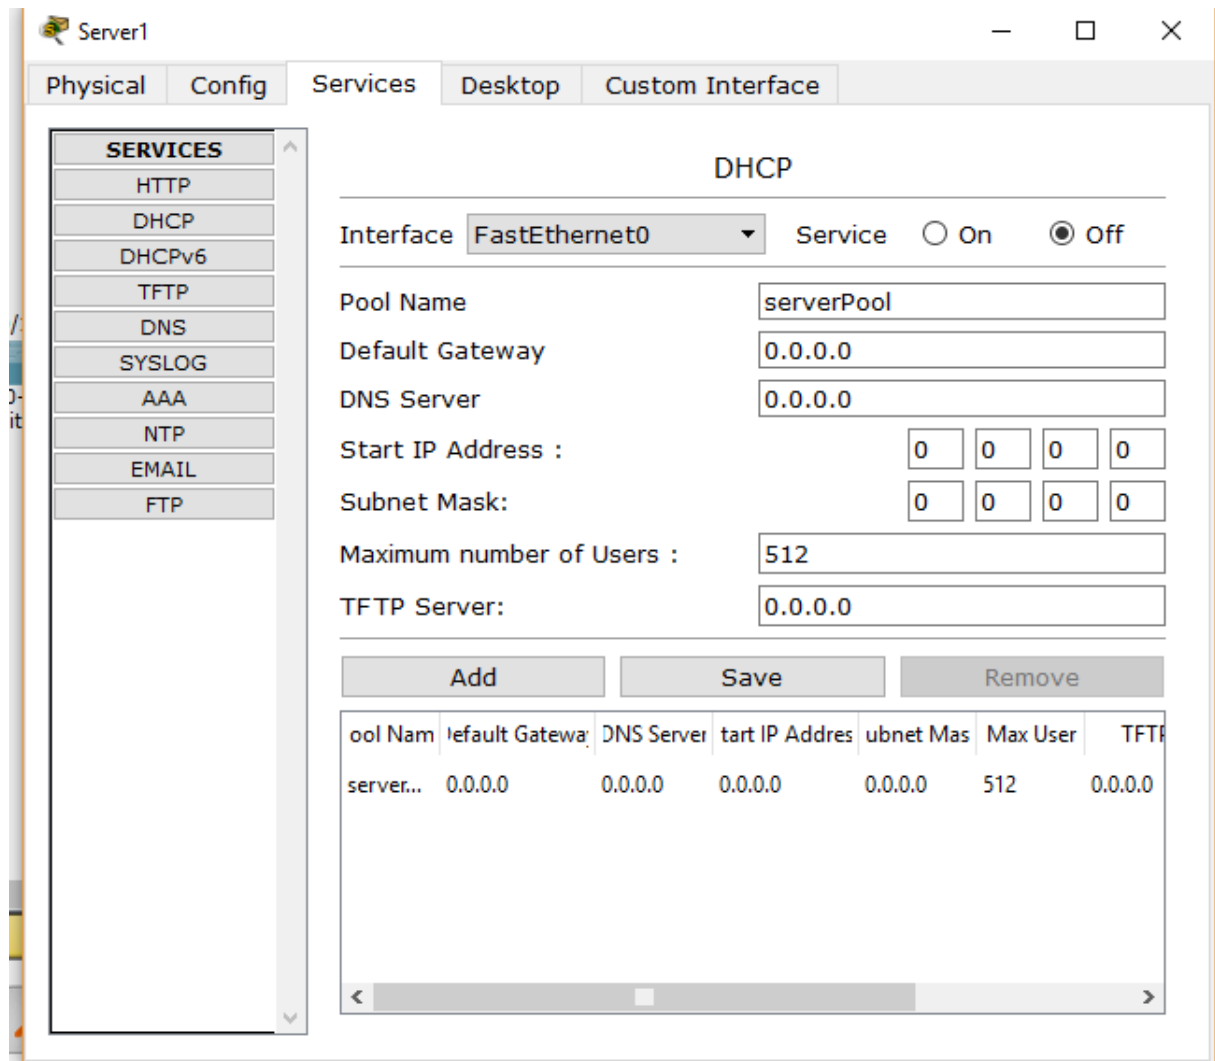 Server1
Physical Config Services Desktop Custom Interface
SERVICES
HTTP
DHCP
DHCPv6
TFTP
DNS
SYSLOG
AAA
NTP
EMAIL
FTP
DHCP
Interface FastEthernet0 Service On Off
Pool Name serverPool
Default Gateway 0.0.0.0
DNS Server 0.0.0.0
Start IP Address : 0 0 0 0
Subnet Mask: 0 0 0 0
Maximum number of Users : 512
TFTP Server: 0.0.0.0
Add Save Remove
ool Nam efault Gatewa DNS Server tart IP Addres ubnet Mas Max User TFTP
server... 0.0.0.0 0.0.0.0 0.0.0.0 0.0.0.0 512 0.0.0.0